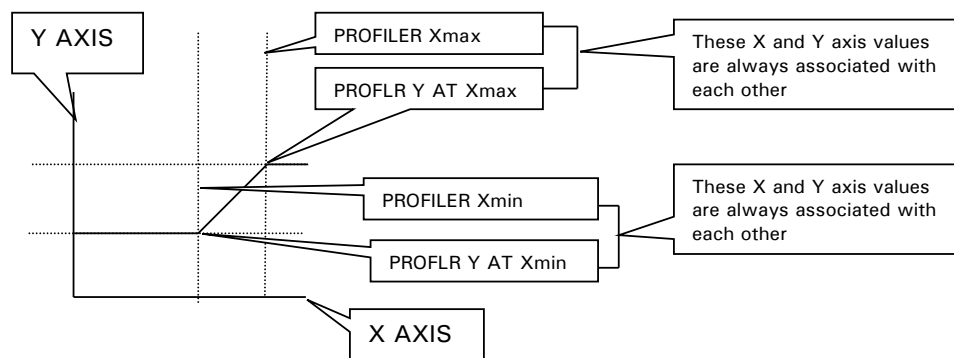 Y AXIS
PROFILER Xmax
PROFLR Y AT Xmax
These X and Y axis values
are always associated with
each other
PROFILER Xmin
PROFLR Y AT Xmin
These X and Y axis values
are always associated with
each other
X AXIS